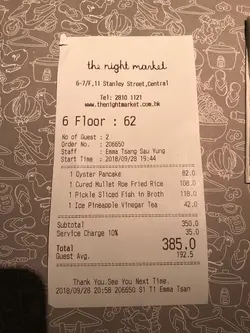 the night market
6-7/F,11 Stanley Street,Central
Tel: 2810 1121
www.thenightmarket.com.hk
6 Floor : 62
No of Guest : 2
Order No. : 206650
Staff : Emma Tsang Sau Yung
Start Time : 2018/09/28 19:44
1 Oyster Pancake 82.0
1 Cured Mullet Roe Fried Rice 108.0
1 Pickle Sliced Fish in Broth 118.0
1 Ice Pineapple Vinegar Tea 42.0
Subtotal 350.0
Service Charge 10% 35.0
Total 385.0
Guest Avg. 192.5
Thank You.See You Next Time.
2018/09/28 20:58 206650 S1 T1 Emma Tsan